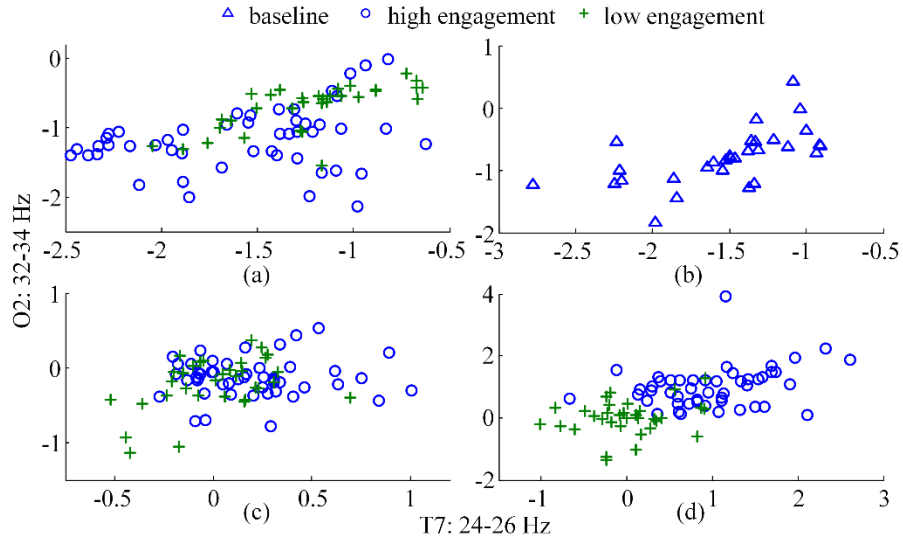 baseline high engagement low engagement
O2: 32-34 Hz
0
-1
-2
-2.5 -2 -1.5 -1 -0.5
(a)
1
0
-1
-2
-3 -2.5 -2 -1.5 -1 -0.5
(b)
1
0
-1
-0.5 0 0.5 1
(c)
4
2
0
2
-1 0 1 2 3
(d)
T7: 24-26 Hz